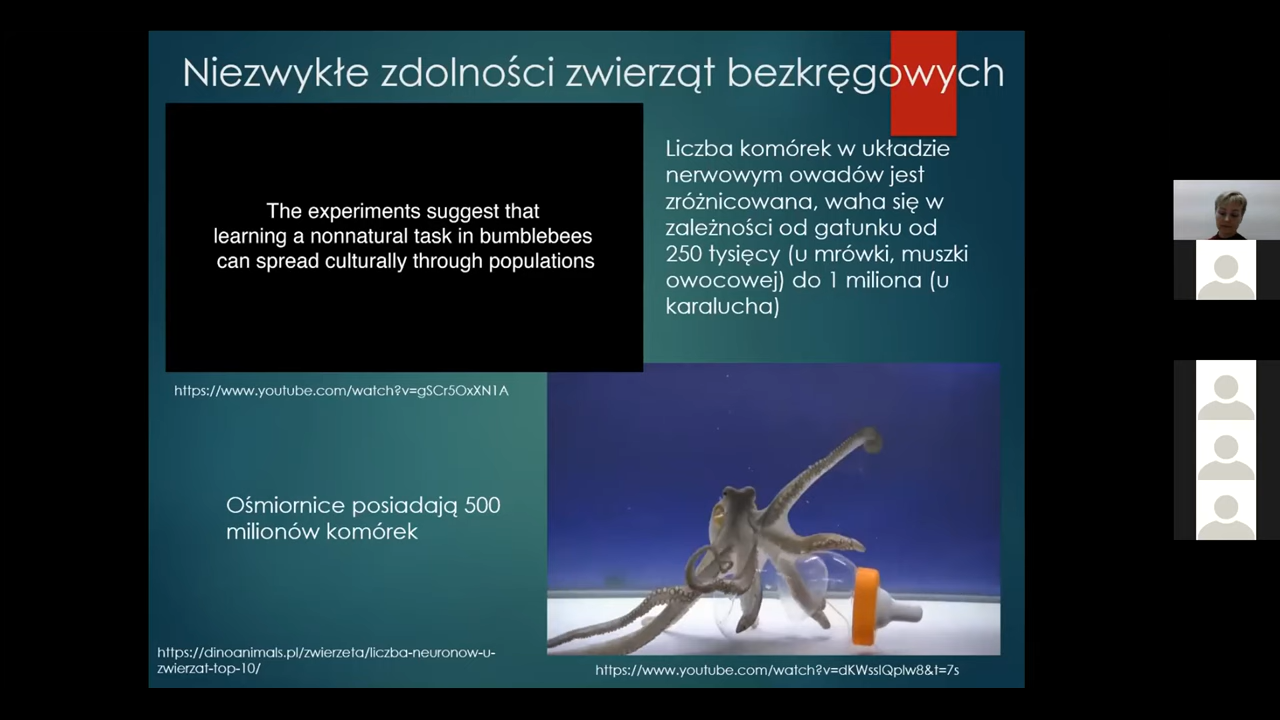 Niezwykłe zdolności zwierząt bezkręgowych
The experiments suggest that
learning a nonnatural task in bumblebees
can spread culturally through populations
Liczba komórek w układzie
nerwowym owadów jest
zróżnicowana, waha się w
zależności od gatunku od
250 tysięcy (u mrówki, muszki
owocowej) do 1 miliona (u
karalucha)
https://www.youtube.com/watch?v=gSCr5OxXN1A
Ośmiornice posiadają 500
milionów komórek
https://dinoanimals.pl/zwierzeta/liczba-neuronow-u-
zwierzat-top-10/
https://www.youtube.com/watch?v=dKWssIQpIw8&t=7s